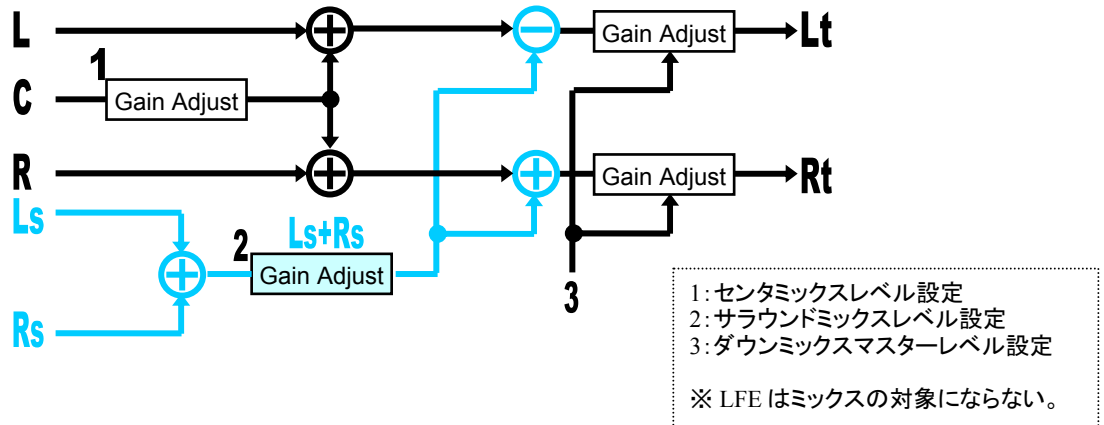 L
Gain Adjust
Lt
1
C
Gain Adjust
R
Gain Adjust
Rt
Ls
2
Ls+Rs
Gain Adjust
3
Rs
1:センタミックスレベル設定
2:サラウンドミックスレベル設定
3:ダウンミックスマスターレベル設定
※ LFE はミックスの対象にならない。